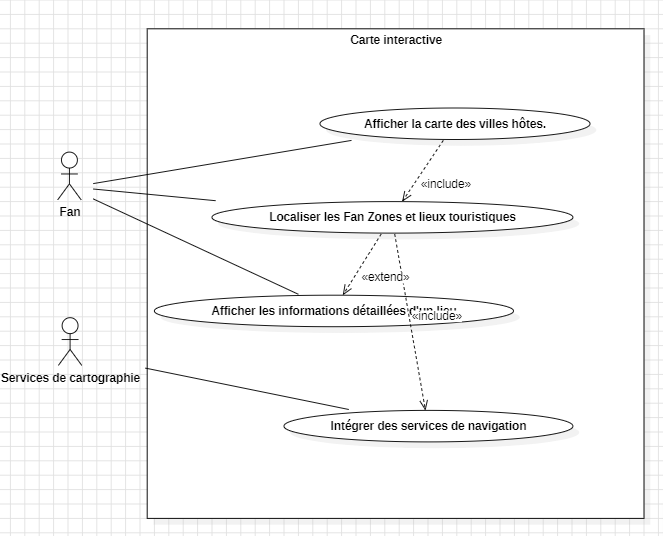 Carte interactive
Afficher la carte des villes hôtes.
«include»
Fan
Localiser les Fan Zones et lieux touristiques
«extend»
Afficher les informations détaillées d'un lieu
«include»
Services de cartographie
Intégrer des services de navigation